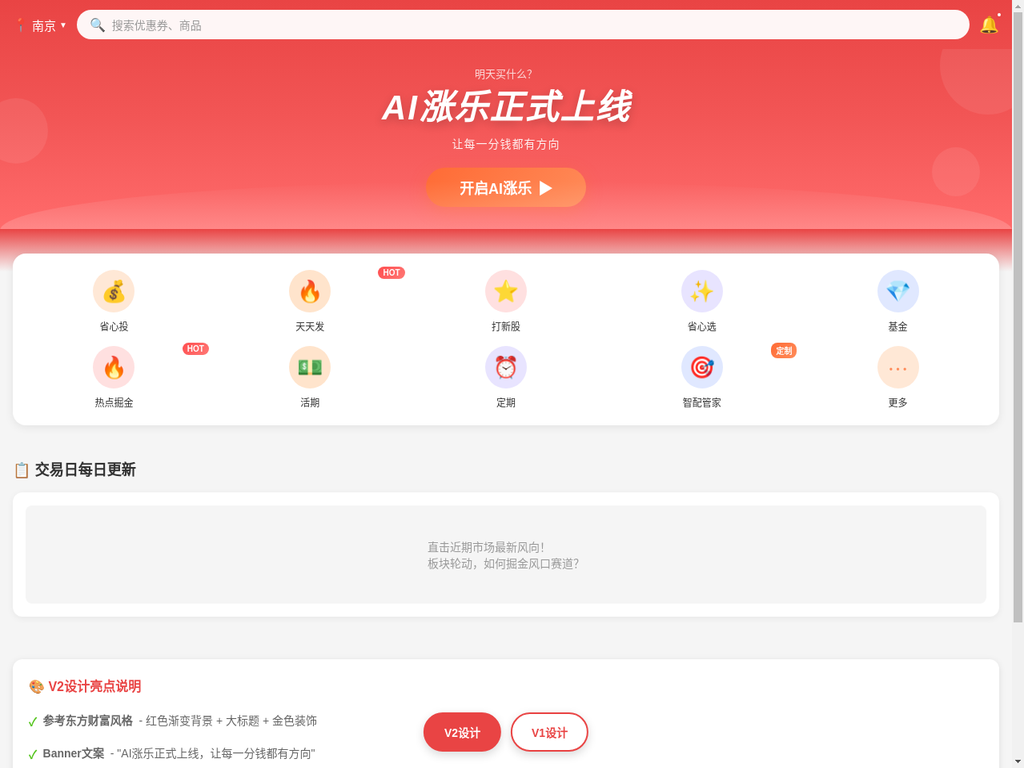 南京 ▼
搜索优惠券、商品
明天买什么？
AI涨乐正式上线
让每一分钱都有方向
开启AI涨乐 ▶
HOT
省心投
天天发
打新股
省心选
基金
HOT
定制
热点掘金
活期
定期
智配管家
更多
交易日每日更新
直击近期市场最新风向！
板块轮动，如何掘金风口赛道？
V2设计亮点说明
✓ 参考东方财富风格 - 红色渐变背景 + 大标题 + 金色装饰
V2设计
V1设计
✓ Banner文案 - "AI涨乐正式上线，让每一分钱都有方向"